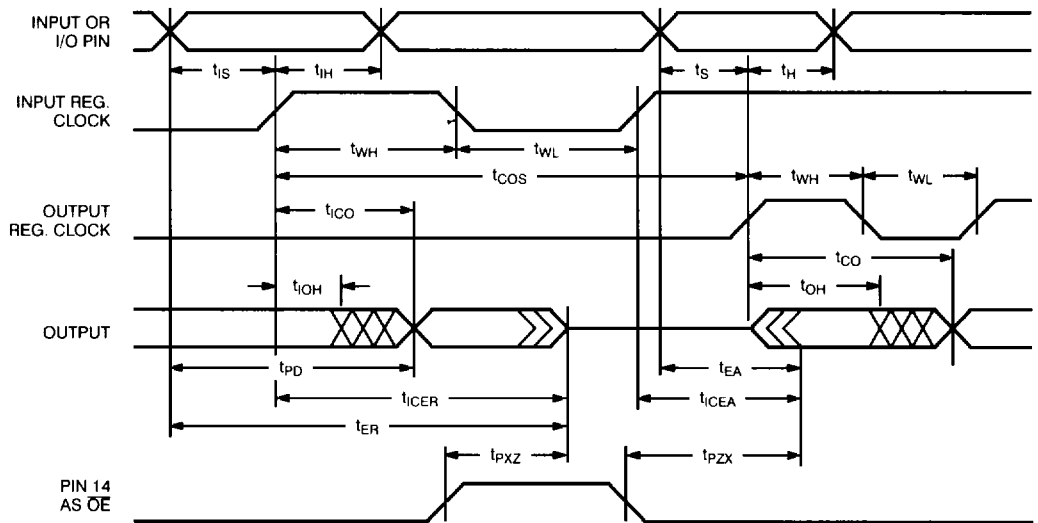 INPUT OR
I/O PIN
tIS
tIH
tS
tH
INPUT REG.
CLOCK
tWH
tWL
tCOS
tWH
tWL
OUTPUT
REG. CLOCK
tICO
tCO
tIOH
tOH
OUTPUT
tPD
tEA
tICER
tICEA
tER
tPXZ
tPZX
PIN 14
AS O̅E̅